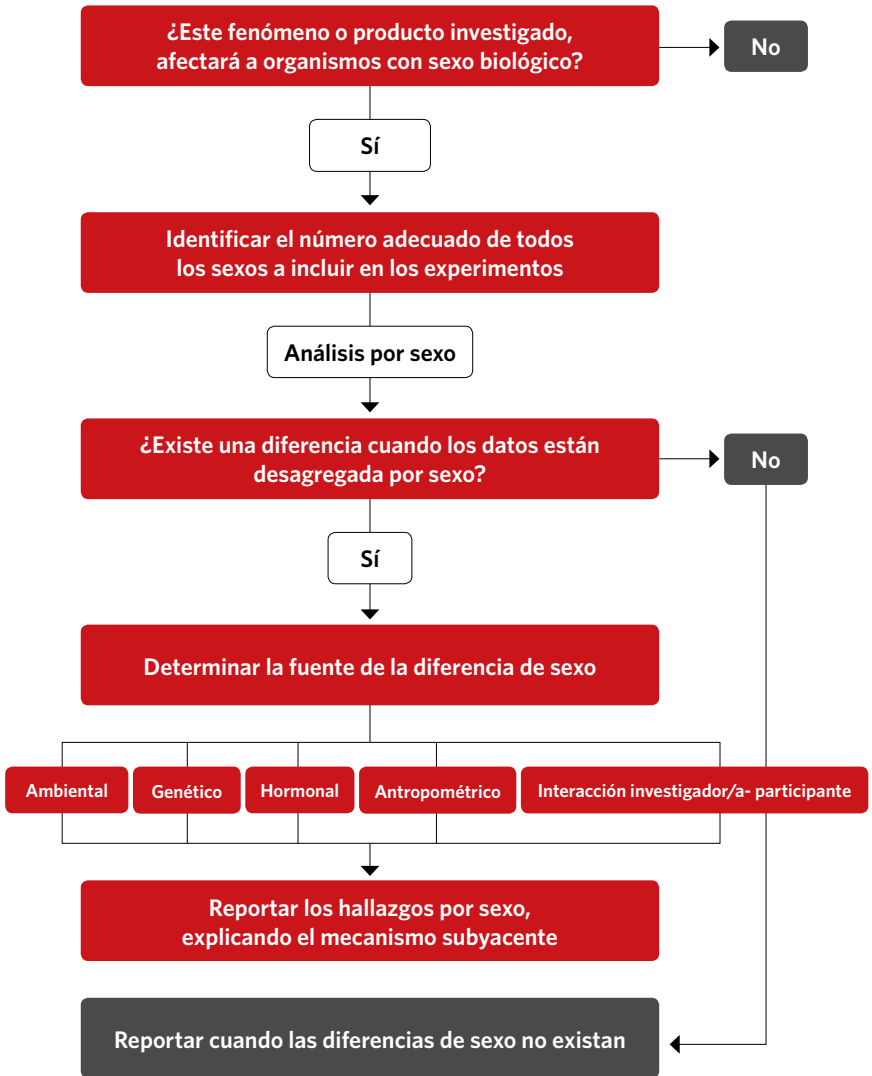 ¿Este fenómeno o producto investigado,
afectará a organismos con sexo biológico?
No
Sí
Identificar el número adecuado de todos
los sexos a incluir en los experimentos
Análisis por sexo
¿Existe una diferencia cuando los datos están
desagregada por sexo?
No
Sí
Determinar la fuente de la diferencia de sexo
Ambiental
Genético
Hormonal
Antropométrico
Interacción investigador/a- participante
Reportar los hallazgos por sexo,
explicando el mecanismo subyacente
Reportar cuando las diferencias de sexo no existan